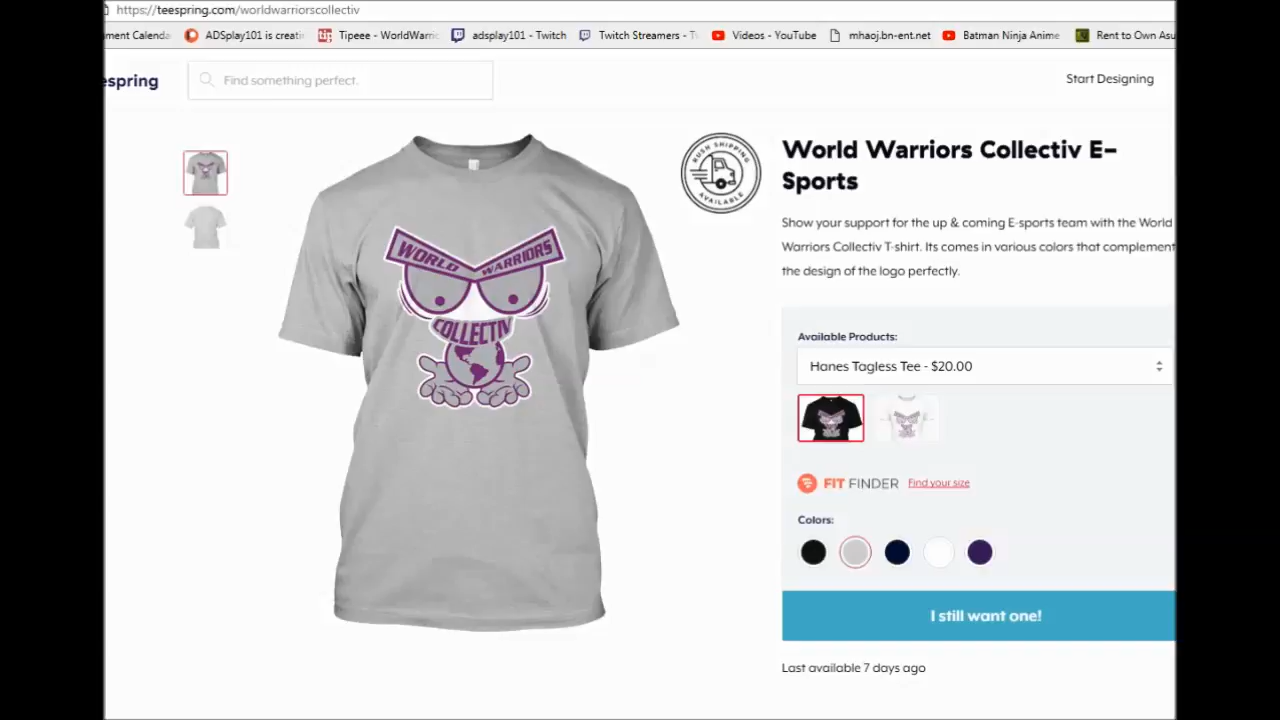 https://teespring.com/worldwarriorscollectiv
ment Calenda ADSplay101 is creati Tipeee - WorldWarric adsplay101 - Twitch Twitch Streamers - Tw Videos - YouTube mhaoj.bn-ent.net Batman Ninja Anime Rent to Own Asu
espring
Find something perfect.
Start Designing
RUSH SHIPPING
AVAILABLE
World Warriors Collectiv E-
Sports
Show your support for the up & coming E-sports team with the World
Warriors Collectiv T-shirt. Its comes in various colors that complement
the design of the logo perfectly.
WORLD WARRIORS
COLLECTIV
Available Products:
Hanes Tagless Tee - $20.00
FIT FINDER Find your size
Colors:
I still want one!
Last available 7 days ago